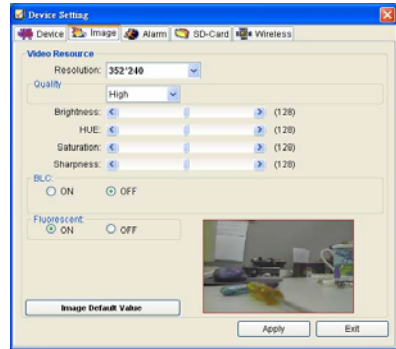 Device Setting
Device Image Alarm SD-Card Wireless
Video Resource
Resolution: 352*240
Quality
High
Brightness: (128)
HUE: (128)
Saturation: (128)
Sharpness: (128)
BLC:
ON OFF
Fluorescent:
ON OFF
Image Default Value
Apply Exit